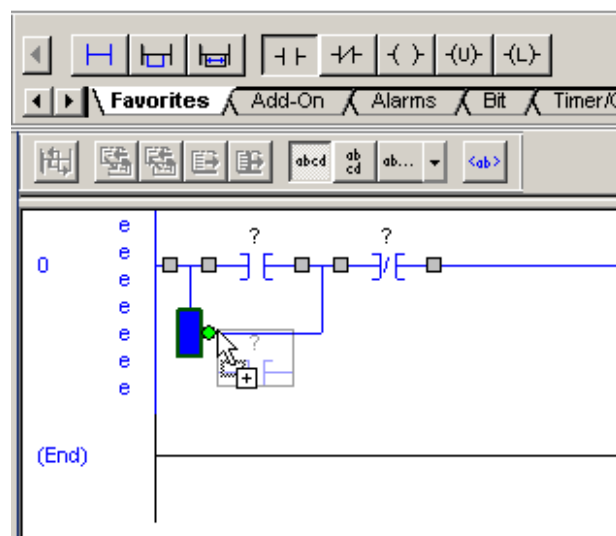 (U) (L)
Favorites Add-On Alarms Bit Timer/C
abcd ab cd ab... <ab>
e
? ?
0 e
e
e
e
?
e
e
(End)